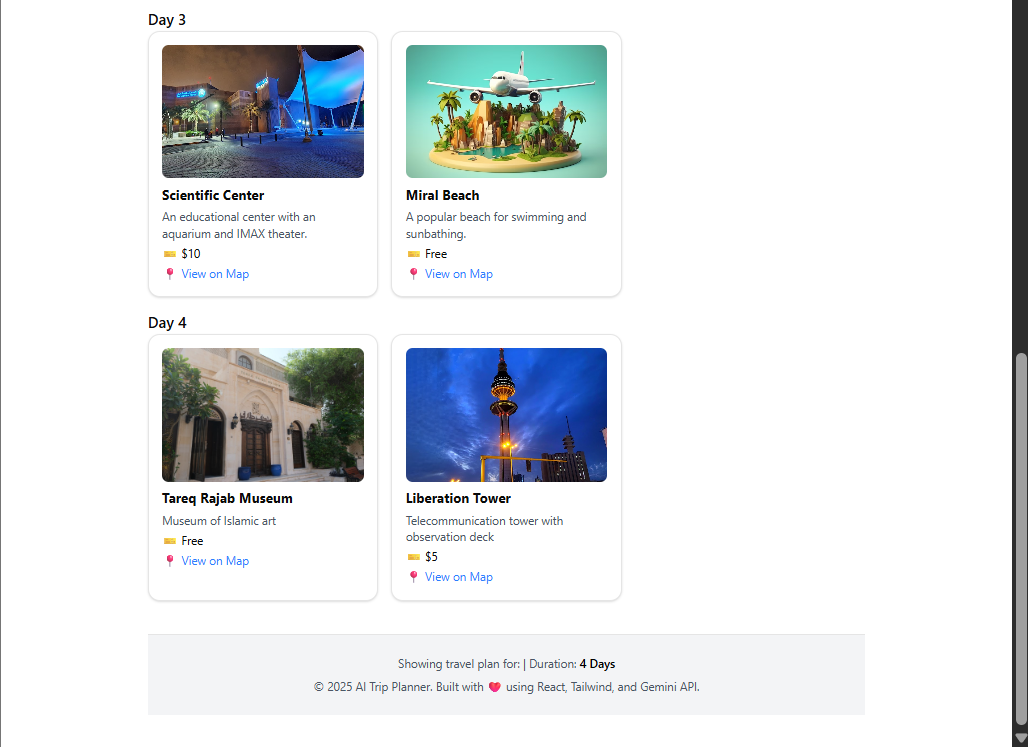 Day 3
Scientific Center
An educational center with an
aquarium and IMAX theater.
🎫 $10
📍 View on Map
Miral Beach
A popular beach for swimming and
sunbathing.
🎫 Free
📍 View on Map
Day 4
Tareq Rajab Museum
Museum of Islamic art
🎫 Free
📍 View on Map
Liberation Tower
Telecommunication tower with
observation deck
🎫 $5
📍 View on Map
Showing travel plan for: | Duration: 4 Days
© 2025 AI Trip Planner. Built with ❤️ using React, Tailwind, and Gemini API.